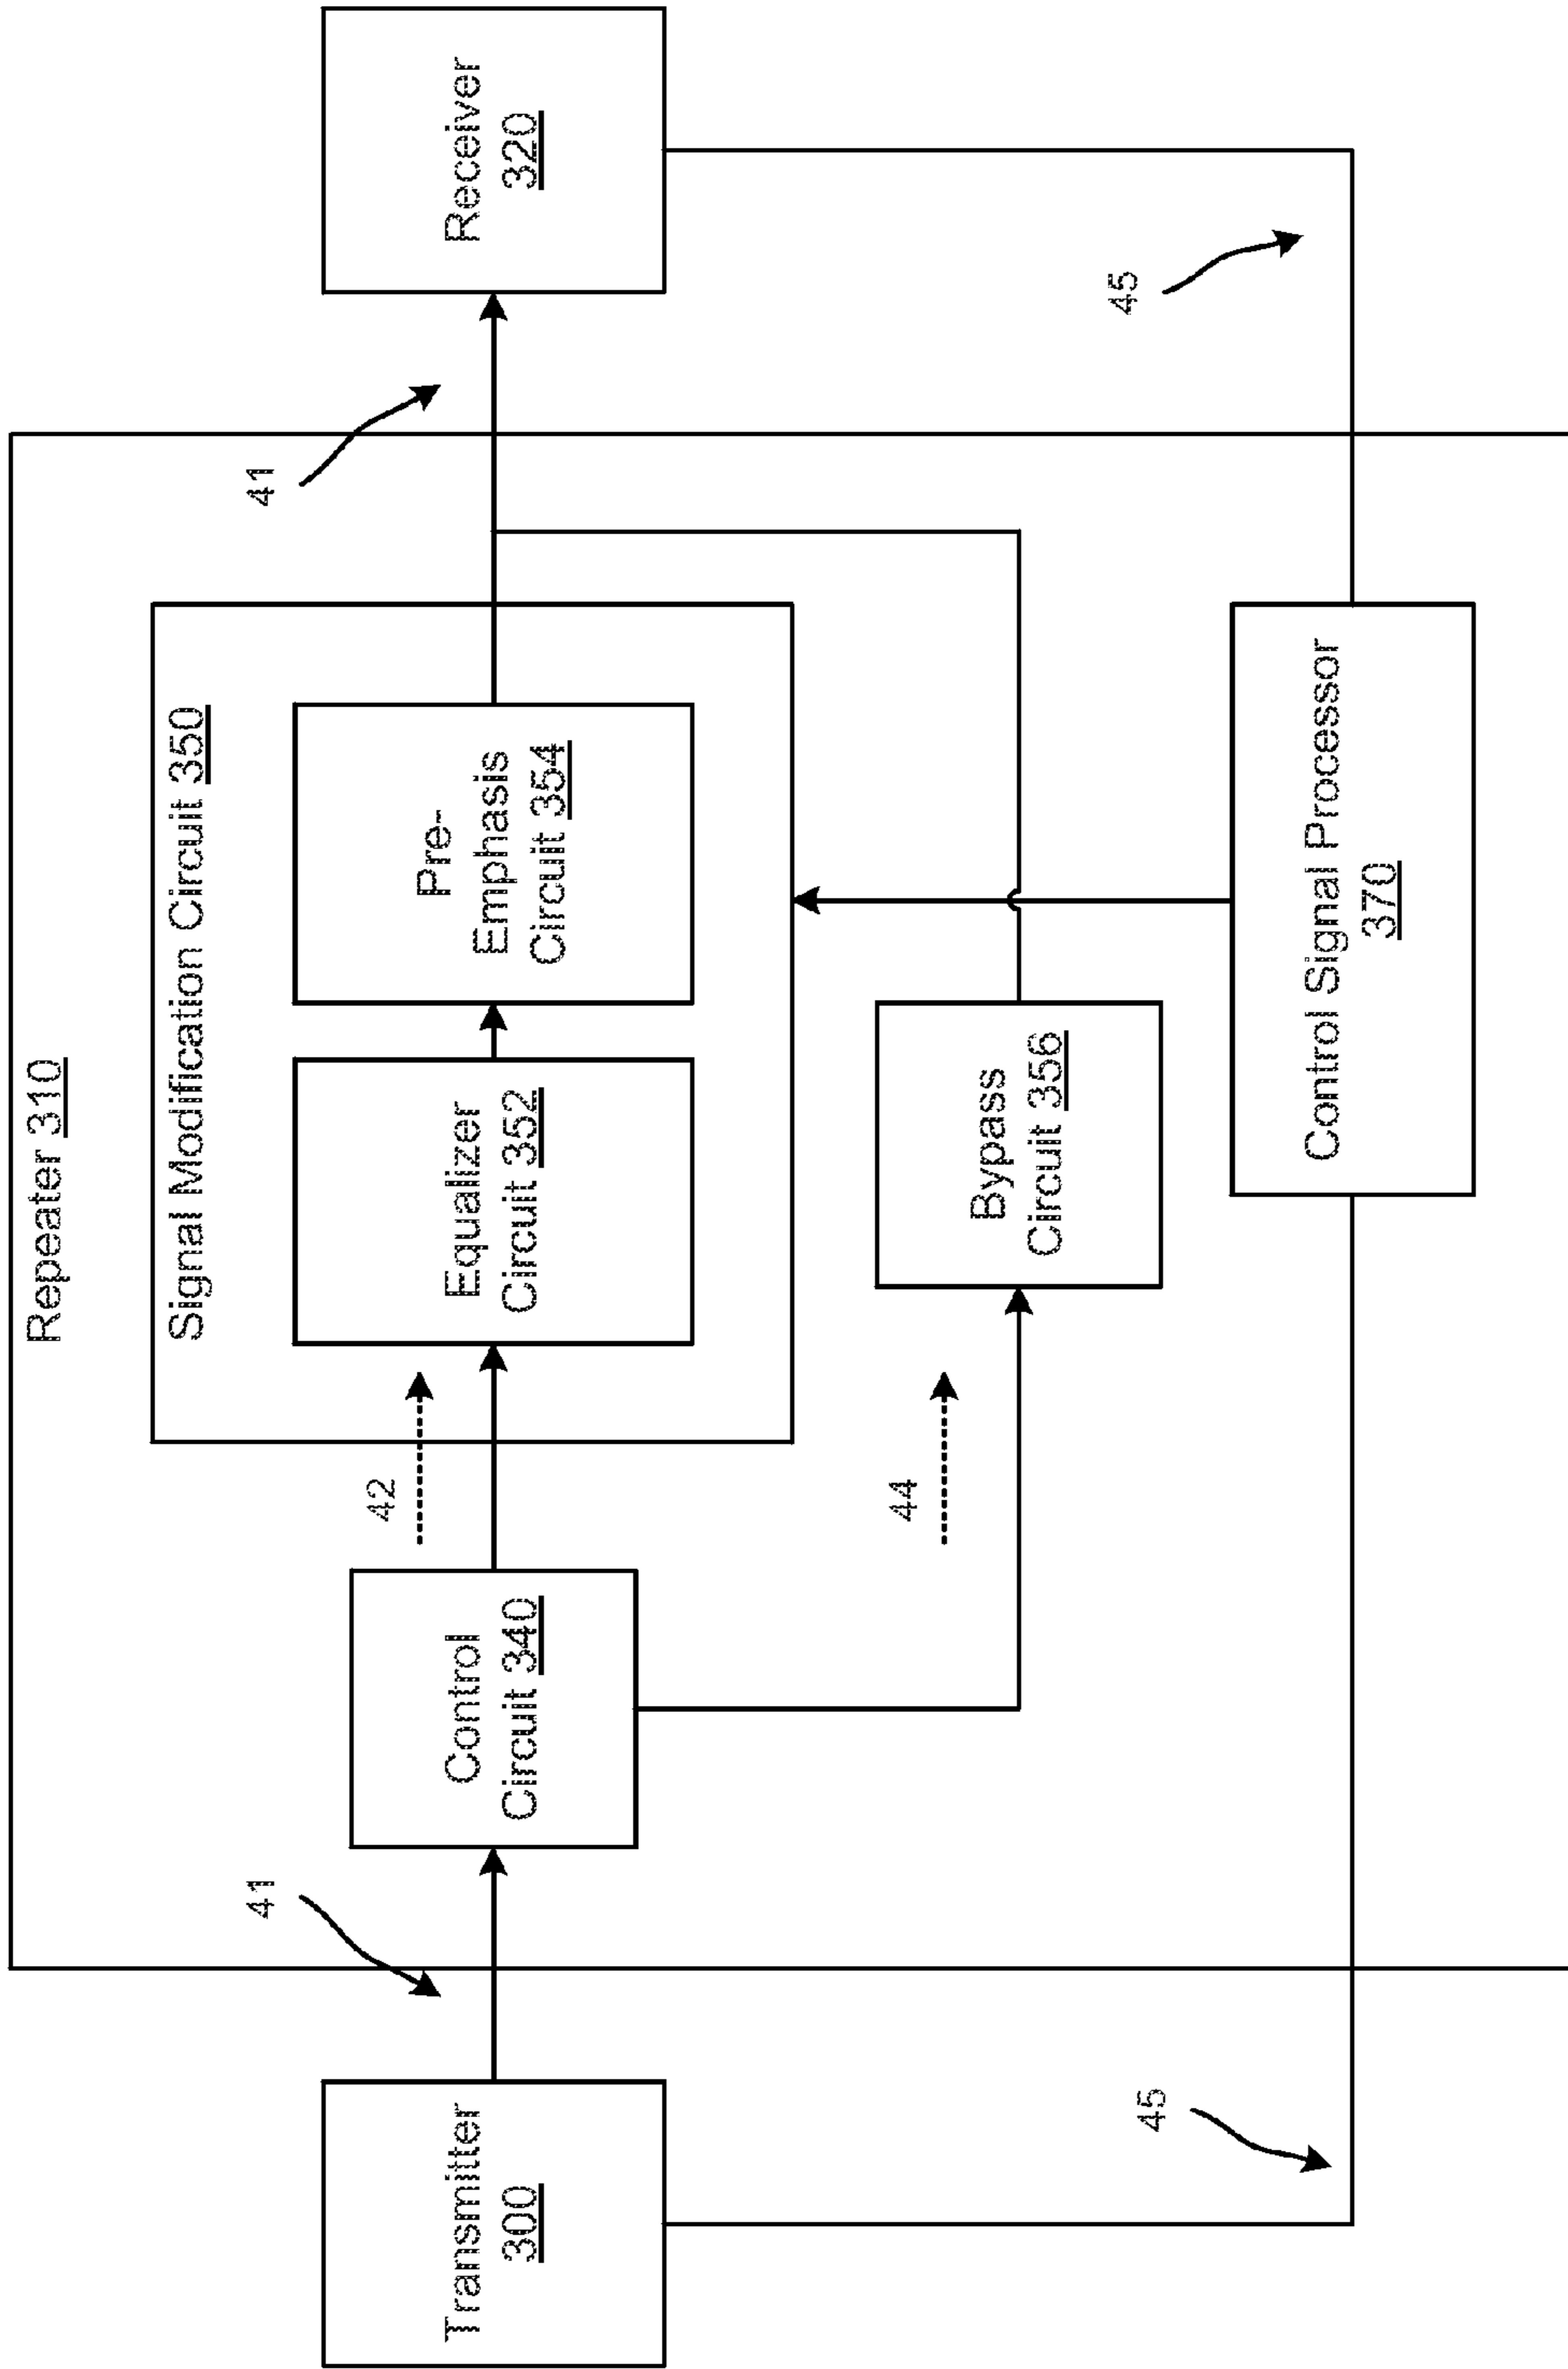 Repeater 310
Signal Modification Circuit 350
41
41
42
Transmitter
300
Control
Circuit 340
Equalizer
Circuit 352
Pre-
Emphasis
Circuit 354
Receiver
320
44
Bypass
Circuit 356
45
45
Control Signal Processor
370